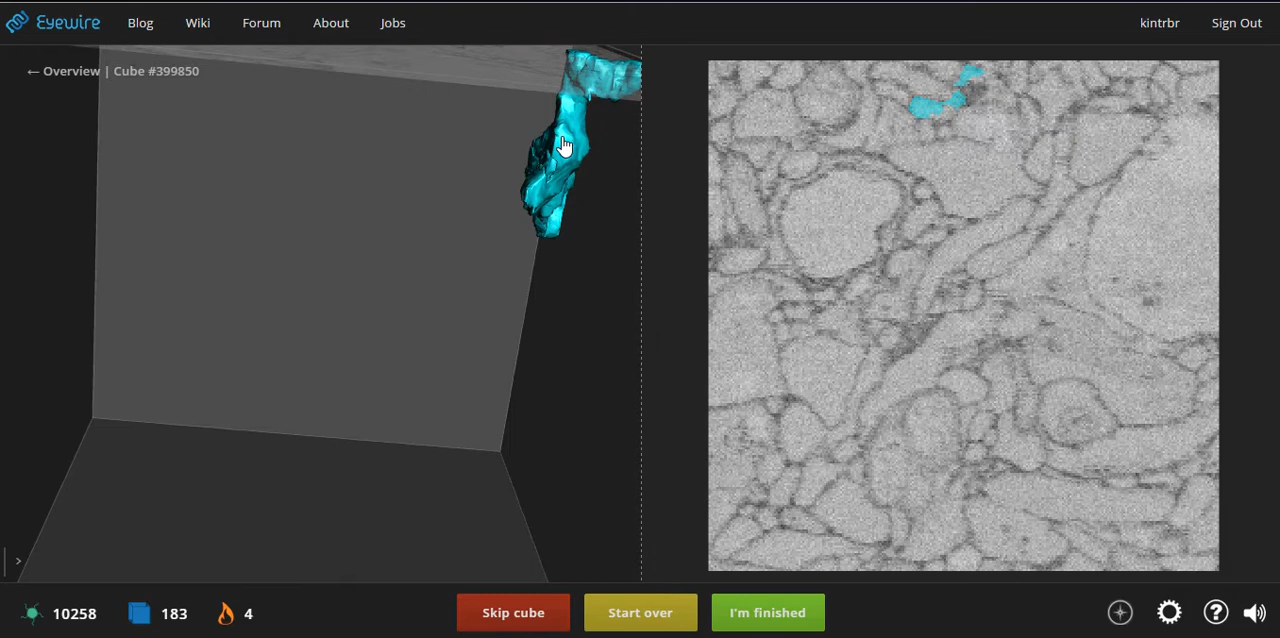 Eyewire Blog Wiki Forum About Jobs kintrbr Sign Out
← Overview | Cube #399850
10258 183 4 Skip cube Start over I'm finished ?